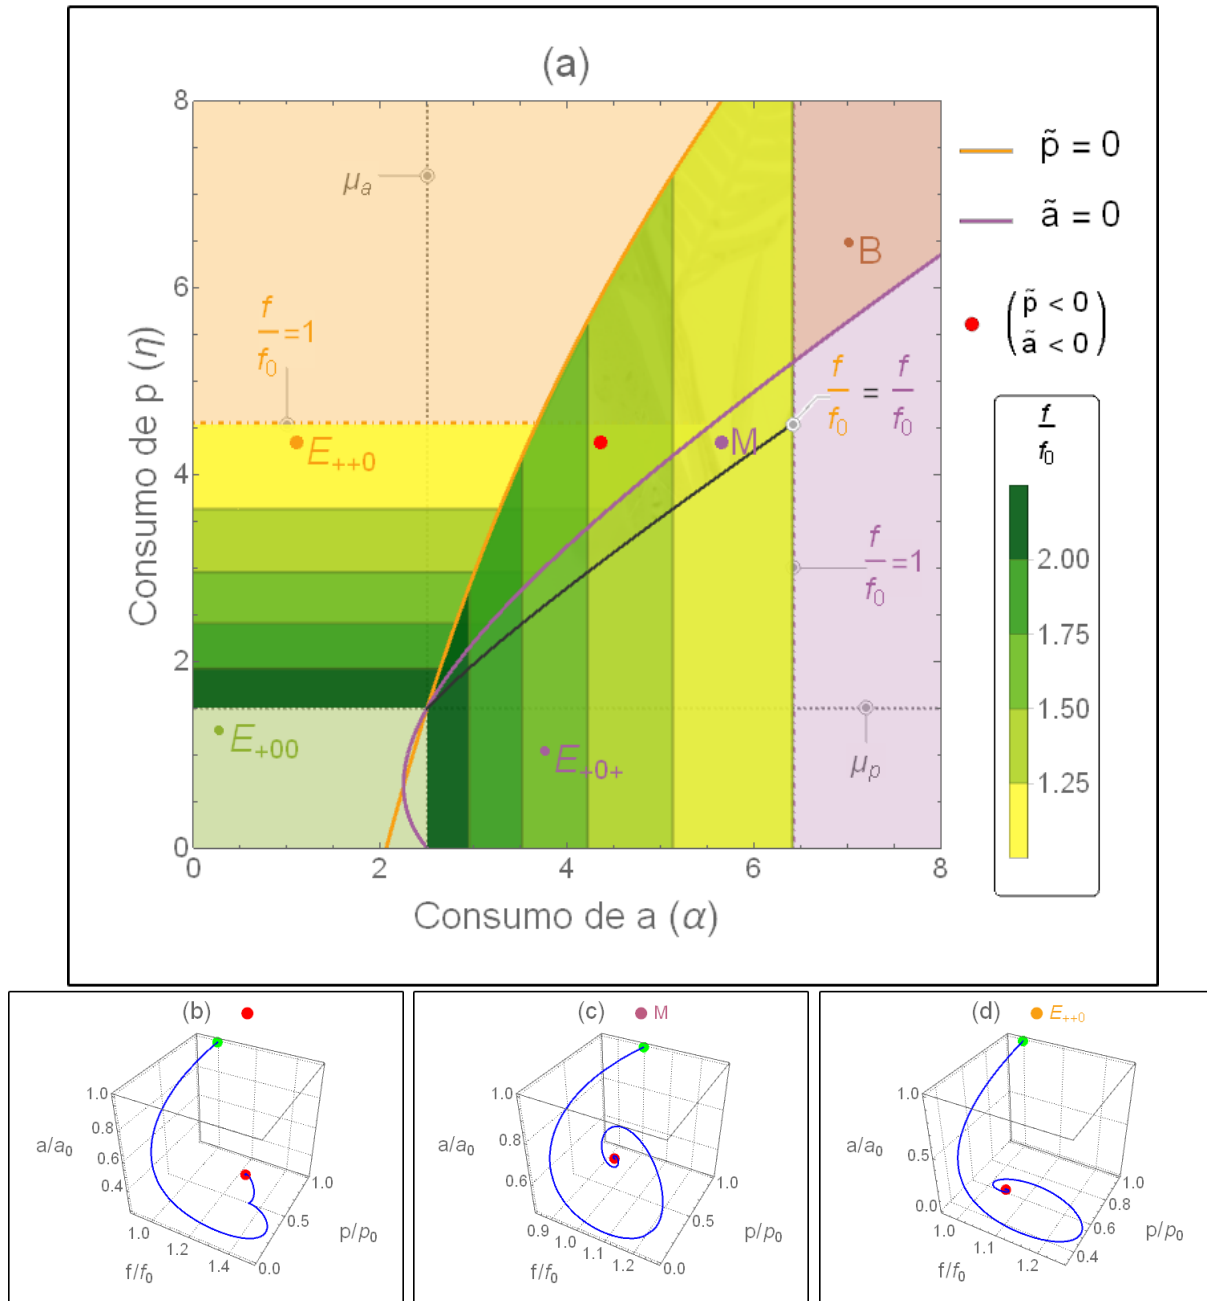 (a)
p̃ = 0
ã = 0
( p̃ < 0
ã < 0 )
f/f₀
2.00
1.75
1.50
1.25
8
6
4
2
0
0
2
4
6
8
Consumo de p (η)
Consumo de a (α)
μₐ
f/f₀ =1
E₊₊₀
E₊₀₀
E₊₀₊
M
B
f/f₀ = f/f₀
f/f₀ =1
μₚ
(b)
a/a₀
1.0
0.8
0.6
0.4
1.0
1.2
1.4
f/f₀
0.0
0.5
1.0
p/p₀
(c) M
a/a₀
1.0
0.8
0.6
0.9
1.0
1.1
1.2
f/f₀
0.0
0.5
1.0
p/p₀
(d) E₊₊₀
a/a₀
1.0
0.5
0.0
1.0
1.1
1.2
f/f₀
0.4
0.6
0.8
1.0
p/p₀